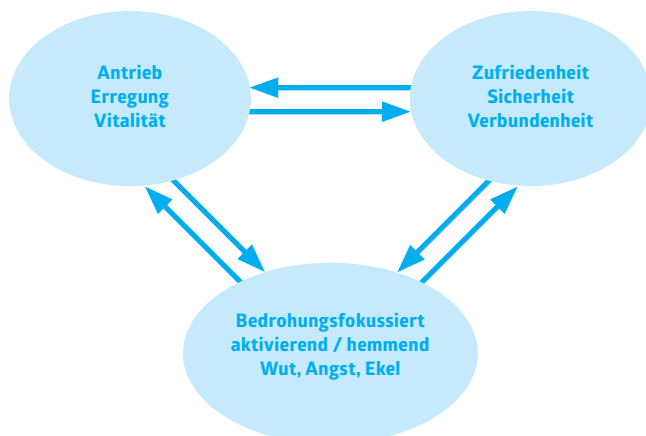 Antrieb
Erregung
Vitalität
Zufriedenheit
Sicherheit
Verbundenheit
Bedrohungsfokussiert
aktivierend / hemmend
Wut, Angst, Ekel